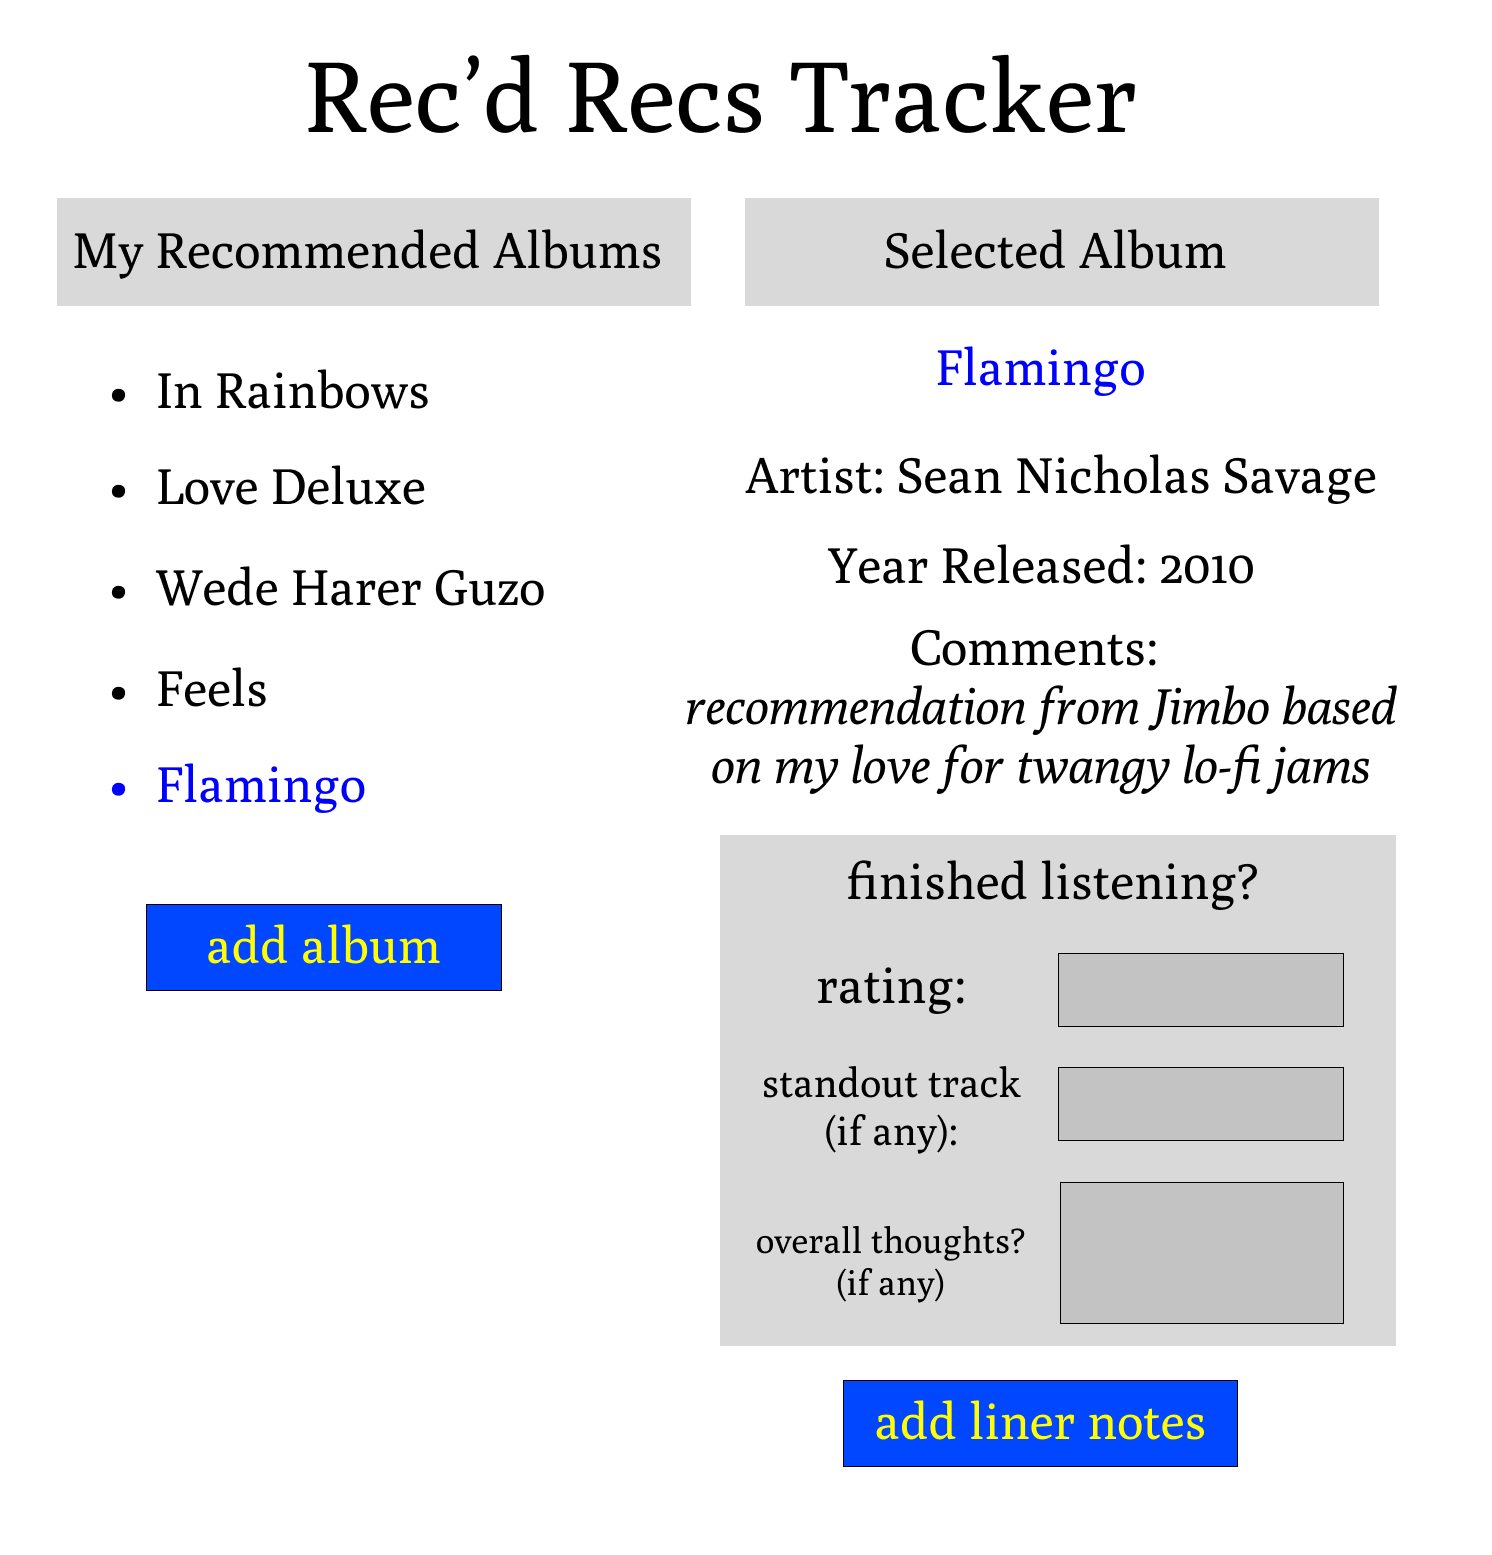 Rec’d Recs Tracker
My Recommended Albums
• In Rainbows
• Love Deluxe
• Wede Harer Guzo
• Feels
• Flamingo
add album
Selected Album
Flamingo
Artist: Sean Nicholas Savage
Year Released: 2010
Comments:
recommendation from Jimbo based
on my love for twangy lo-fi jams
finished listening?
rating:
standout track
(if any):
overall thoughts?
(if any)
add liner notes